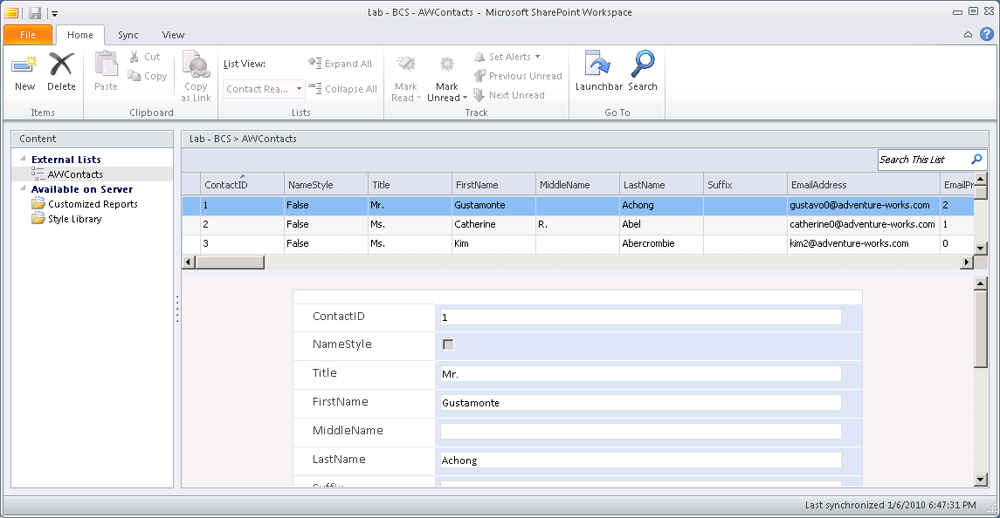 Lab - BCS - AWContacts - Microsoft SharePoint Workspace
File Home Sync View
New Delete Paste Cut Copy Copy as Link List View: Contact Rea... Expand All Collapse All Mark Read Mark Unread Set Alerts Previous Unread Next Unread Launchbar Search
Items Clipboard Lists Track Go To
Content
External Lists
AWContacts
Available on Server
Customized Reports
Style Library
Lab - BCS > AWContacts
Search This List
ContactID NameStyle Title FirstName MiddleName LastName Suffix EmailAddress EmailPr
1 False Mr. Gustamonte Achong gustavo0@adventure-works.com 2
2 False Ms. Catherine R. Abel catherine0@adventure-works.com 1
3 False Ms. Kim Abercrombie kim2@adventure-works.com 0
ContactID 1
NameStyle
Title Mr.
FirstName Gustamonte
MiddleName
LastName Achong
Suffix
Last synchronized 1/6/2010 6:47:31 PM